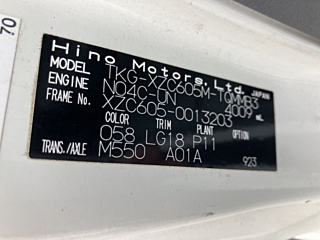 70
Hino Motors, Ltd. JAPAN
MODEL TKG-XZC605M-TQMMB3
ENGINE N04C-UN 4009 mL
FRAME No. XZC605-0013203
COLOR TRIM PLANT OPTION
058 LG18 P11
TRANS./AXLE M550 A01A 923